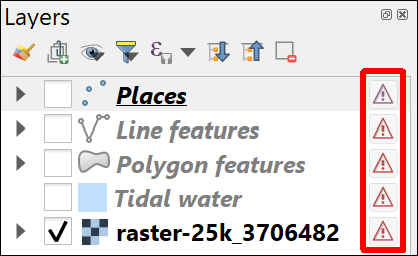 Layers
Places
Line features
Polygon features
Tidal water
raster-25k_3706482